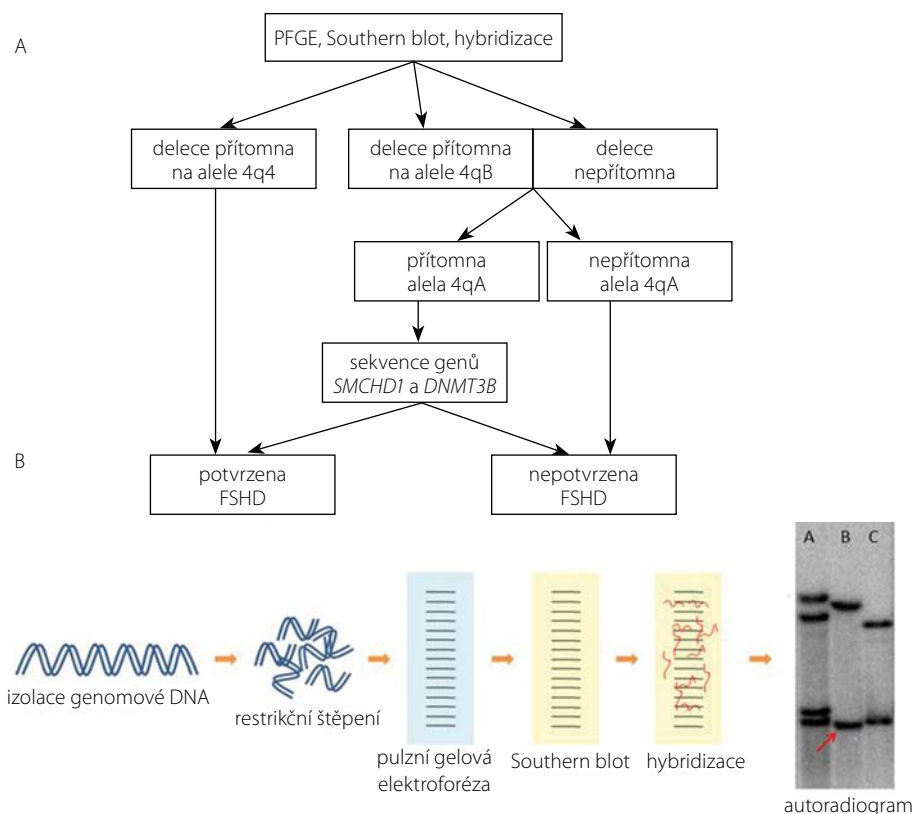 A
PFGE, Southern blot, hybridizace
delece přítomna
na alele 4q4
delece přítomna
na alele 4qB
delece
nepřítomna
přítomna
alela 4qA
nepřítomna
alela 4qA
sekvence genů
SMCHD1 a DNMT3B
B
potvrzena
FSHD
nepotvrzena
FSHD
A B C
izolace genomové DNA
restrikční štěpení
pulzní gelová
elektroforéza
Southern blot
hybridizace
autoradiogram